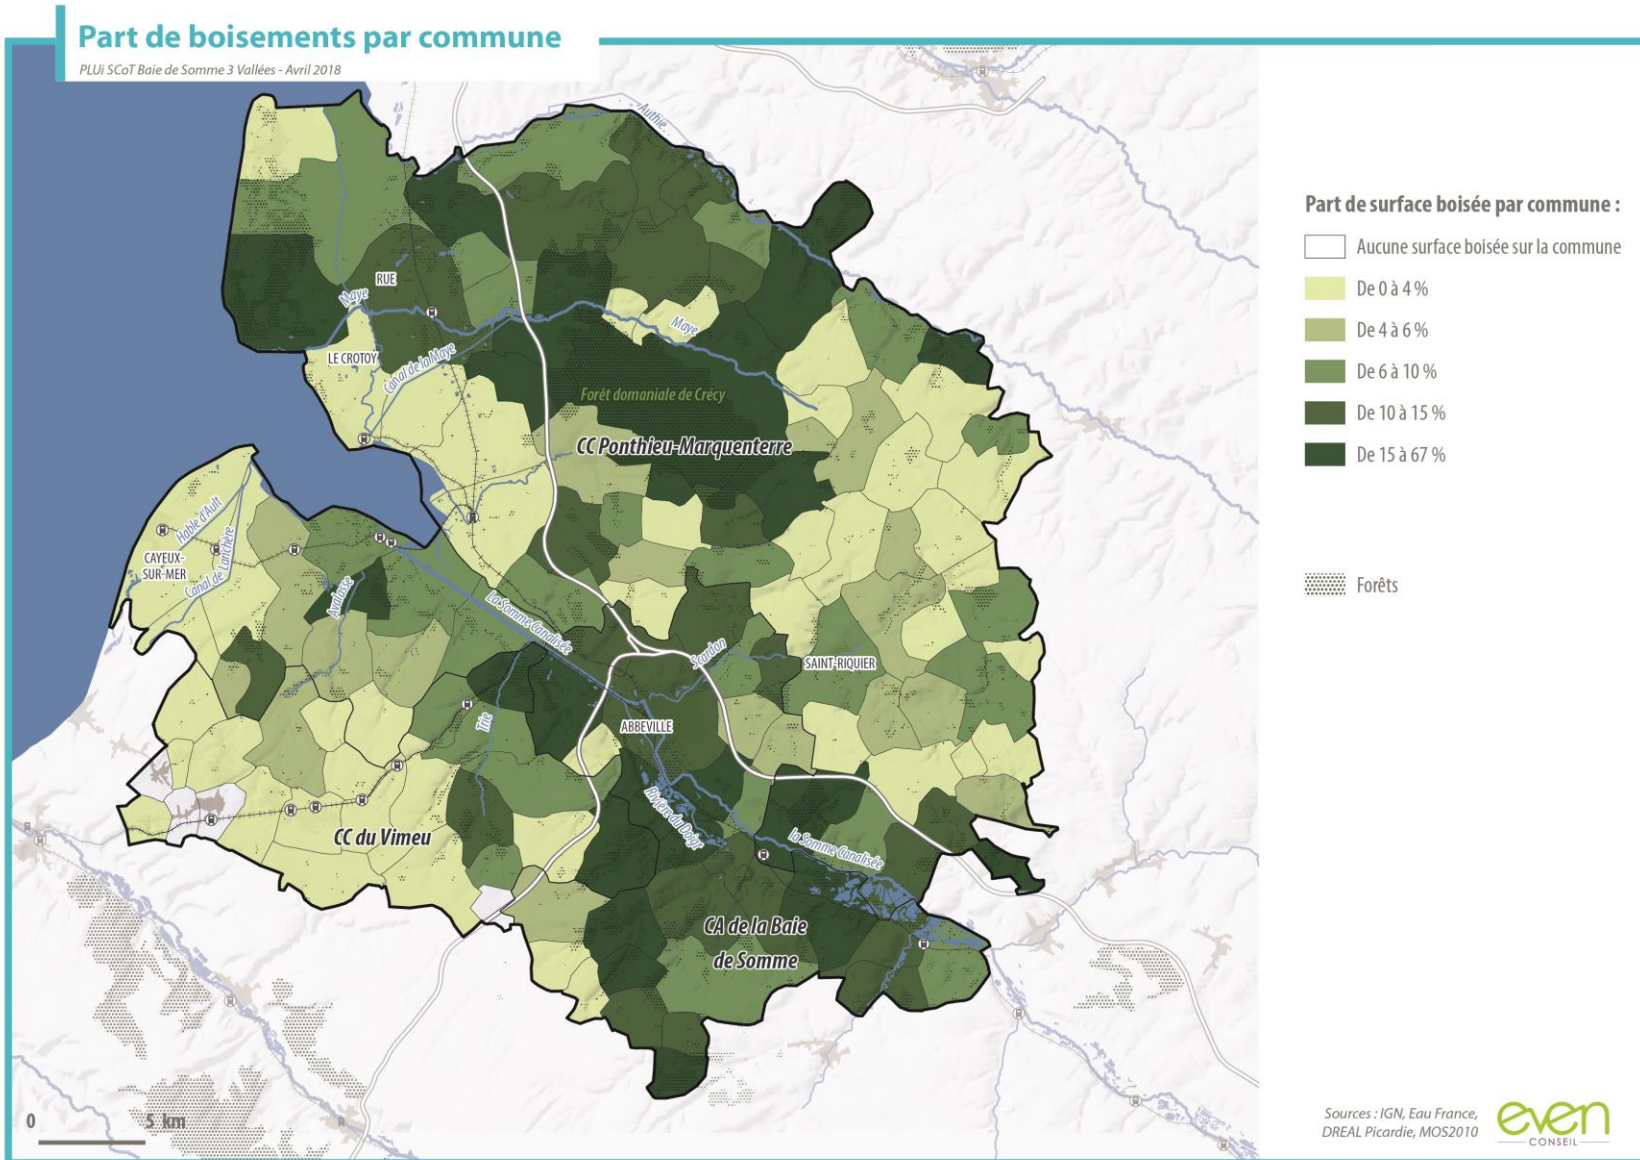 Part de boisements par commune
PLUi SCoT Baie de Somme 3 Vallées - Avril 2018
Authie
RUE
Maye
LE CROTOY
Canal de la Maye
Maye
Forêt domaniale de Crécy
CC Ponthieu-Marquenterre
Hable d'Ault
CAYEUX-
SUR-MER
Canal de Lanchère
Avalasse
La Somme Canalisée
Scardon
SAINT-RIQUIER
Trie
ABBEVILLE
Rivière du Doigt
la Somme Canalisée
CC du Vimeu
CA de la Baie
de Somme
0 5 km
Part de surface boisée par commune :
Aucune surface boisée sur la commune
De 0 à 4 %
De 4 à 6 %
De 6 à 10 %
De 10 à 15 %
De 15 à 67 %
Forêts
Sources : IGN, Eau France,
DREAL Picardie, MOS2010
even
CONSEIL